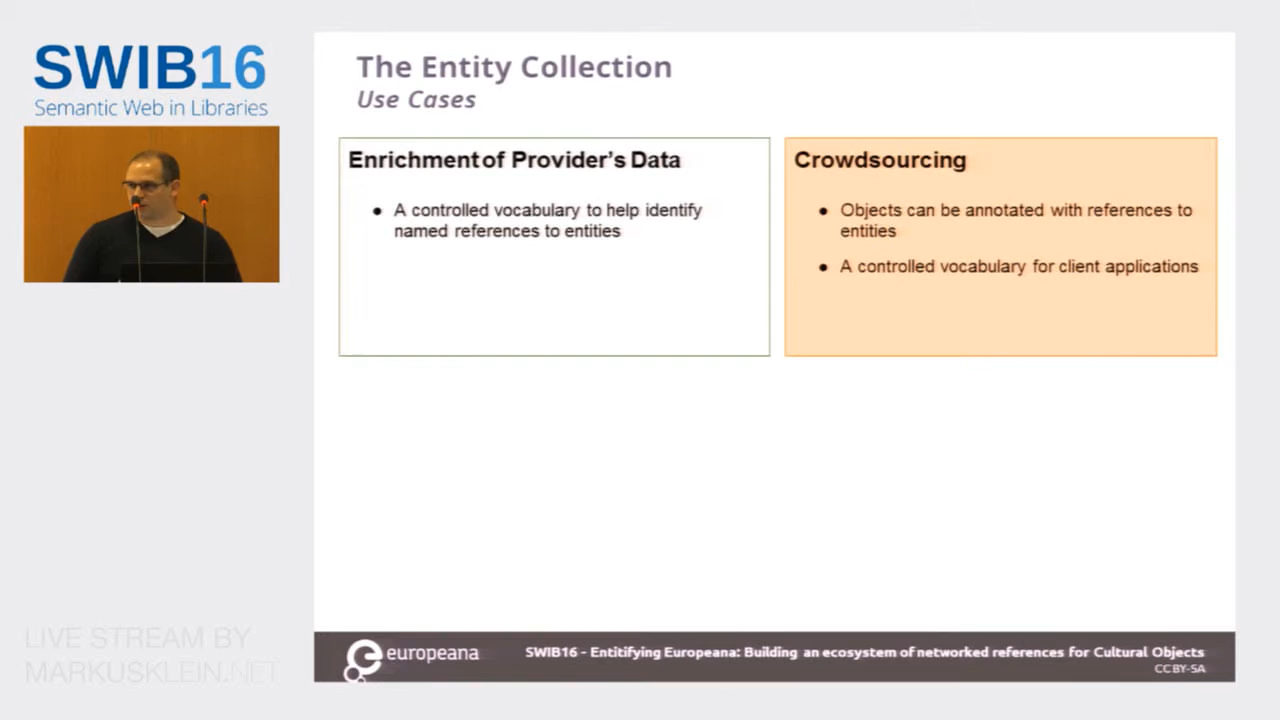 SWIB16
Semantic Web in Libraries
The Entity Collection
Use Cases
Enrichment of Provider's Data
● A controlled vocabulary to help identify
named references to entities
Crowdsourcing
● Objects can be annotated with references to
entities
● A controlled vocabulary for client applications
LIVE STREAM BY
MARKUSKLEIN.NET
europeana
SWIB16 - Entitifying Europeana: Building an ecosystem of networked references for Cultural Objects
CC BY-SA